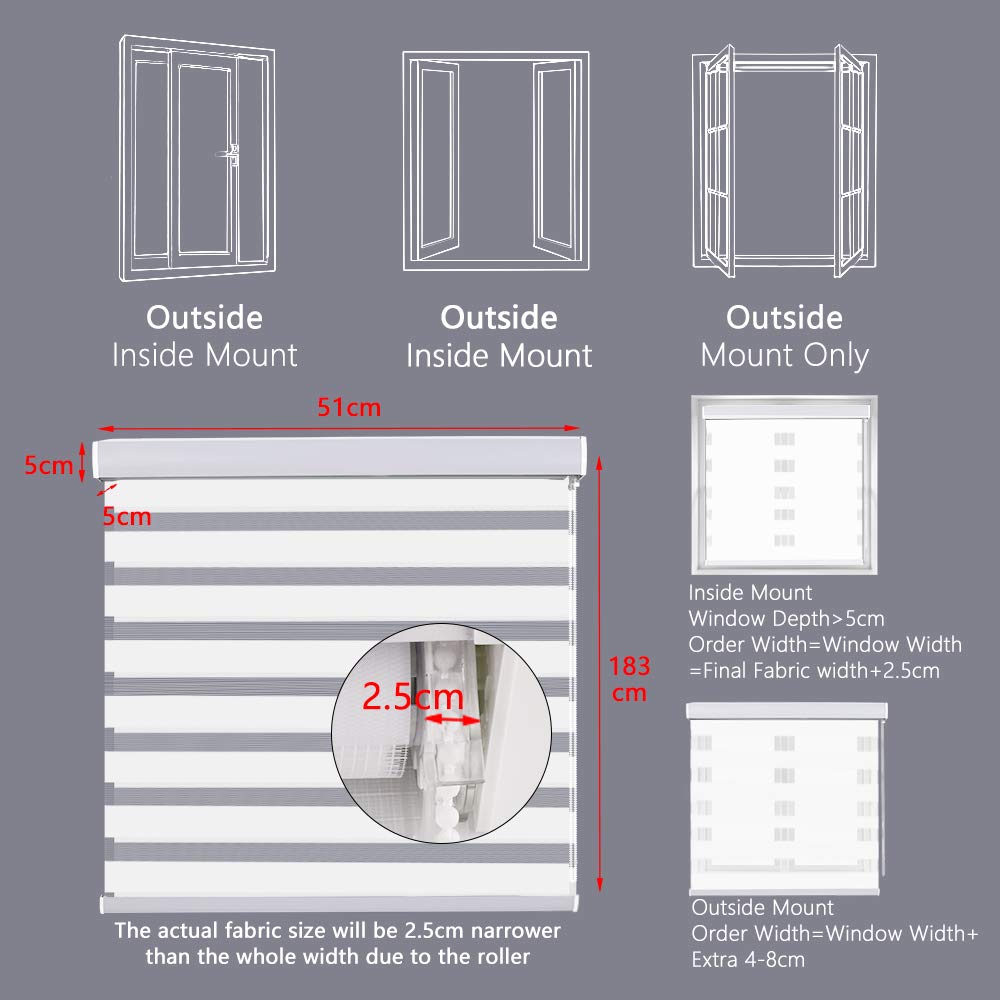 Outside
Inside Mount
Outside
Inside Mount
Outside
Mount Only
51cm
5cm
5cm
2.5cm
183
cm
The actual fabric size will be 2.5cm narrower
than the whole width due to the roller
Inside Mount
Window Depth>5cm
Order Width=Window Width
=Final Fabric width+2.5cm
Outside Mount
Order Width=Window Width+
Extra 4-8cm